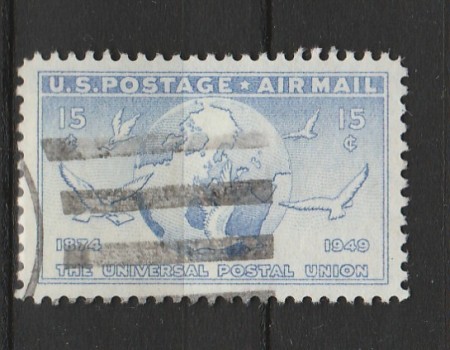 U.S. POSTAGE ★ AIR MAIL
15 15
¢
1874 1949
THE UNIVERSAL POSTAL UNION